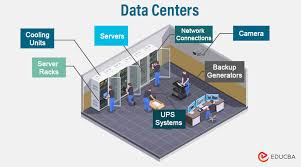 Data Centers
Cooling
Units
Servers
Network
Connections
Camera
Server
Racks
Backup
Generators
UPS
Systems
EDUCBA